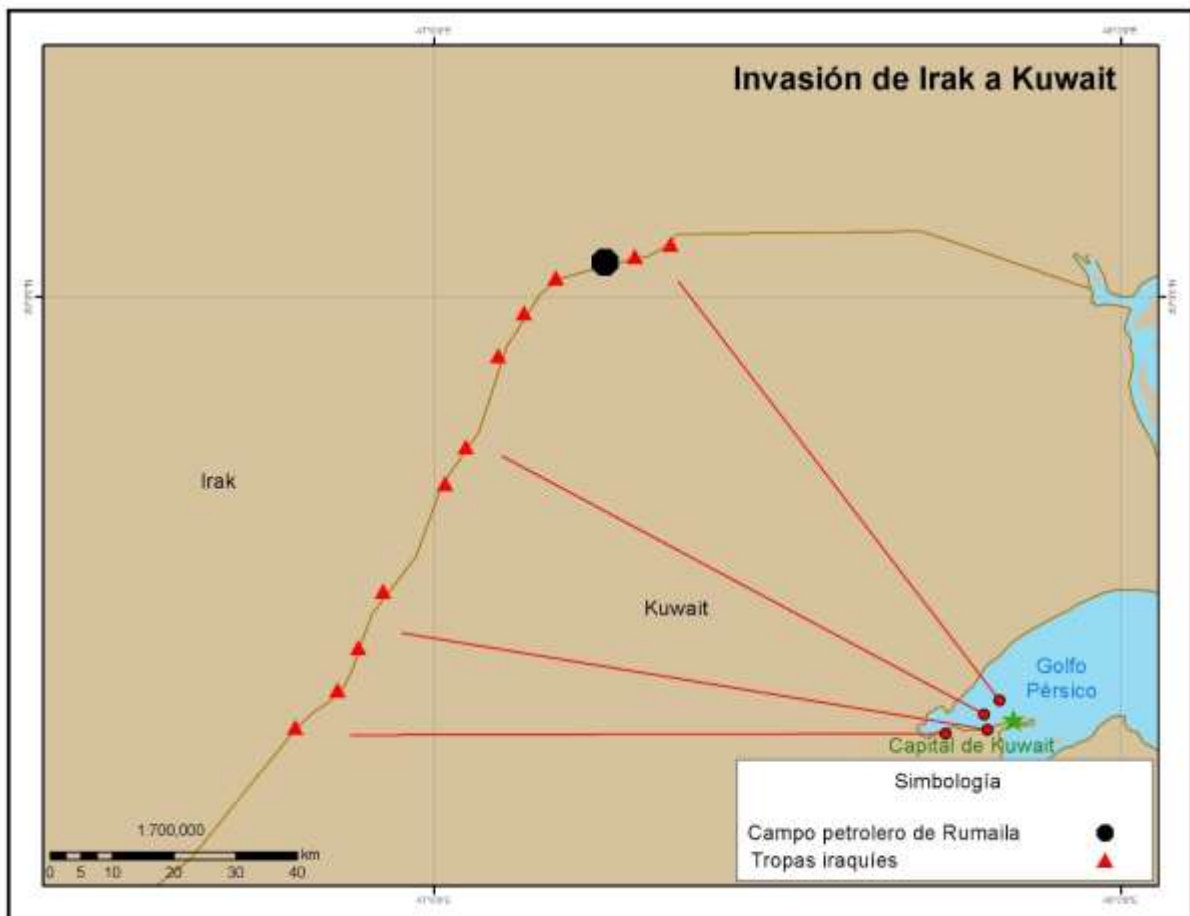 Invasión de Irak a Kuwait
Irak
Kuwait
Golfo
Pérsico
Capital de Kuwait
Simbología
Campo petrolero de Rumaila
Tropas iraquíes
1:700,000
km
0 5 10 20 30 40